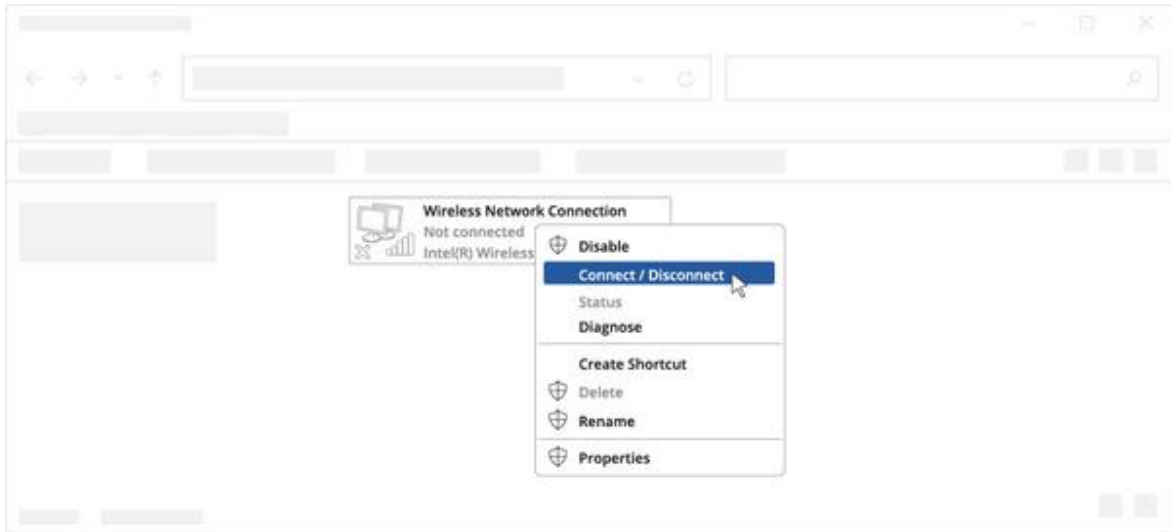 Wireless Network Connection
Not connected
Intel(R) Wireless
Disable
Connect / Disconnect
Status
Diagnose
Create Shortcut
Delete
Rename
Properties